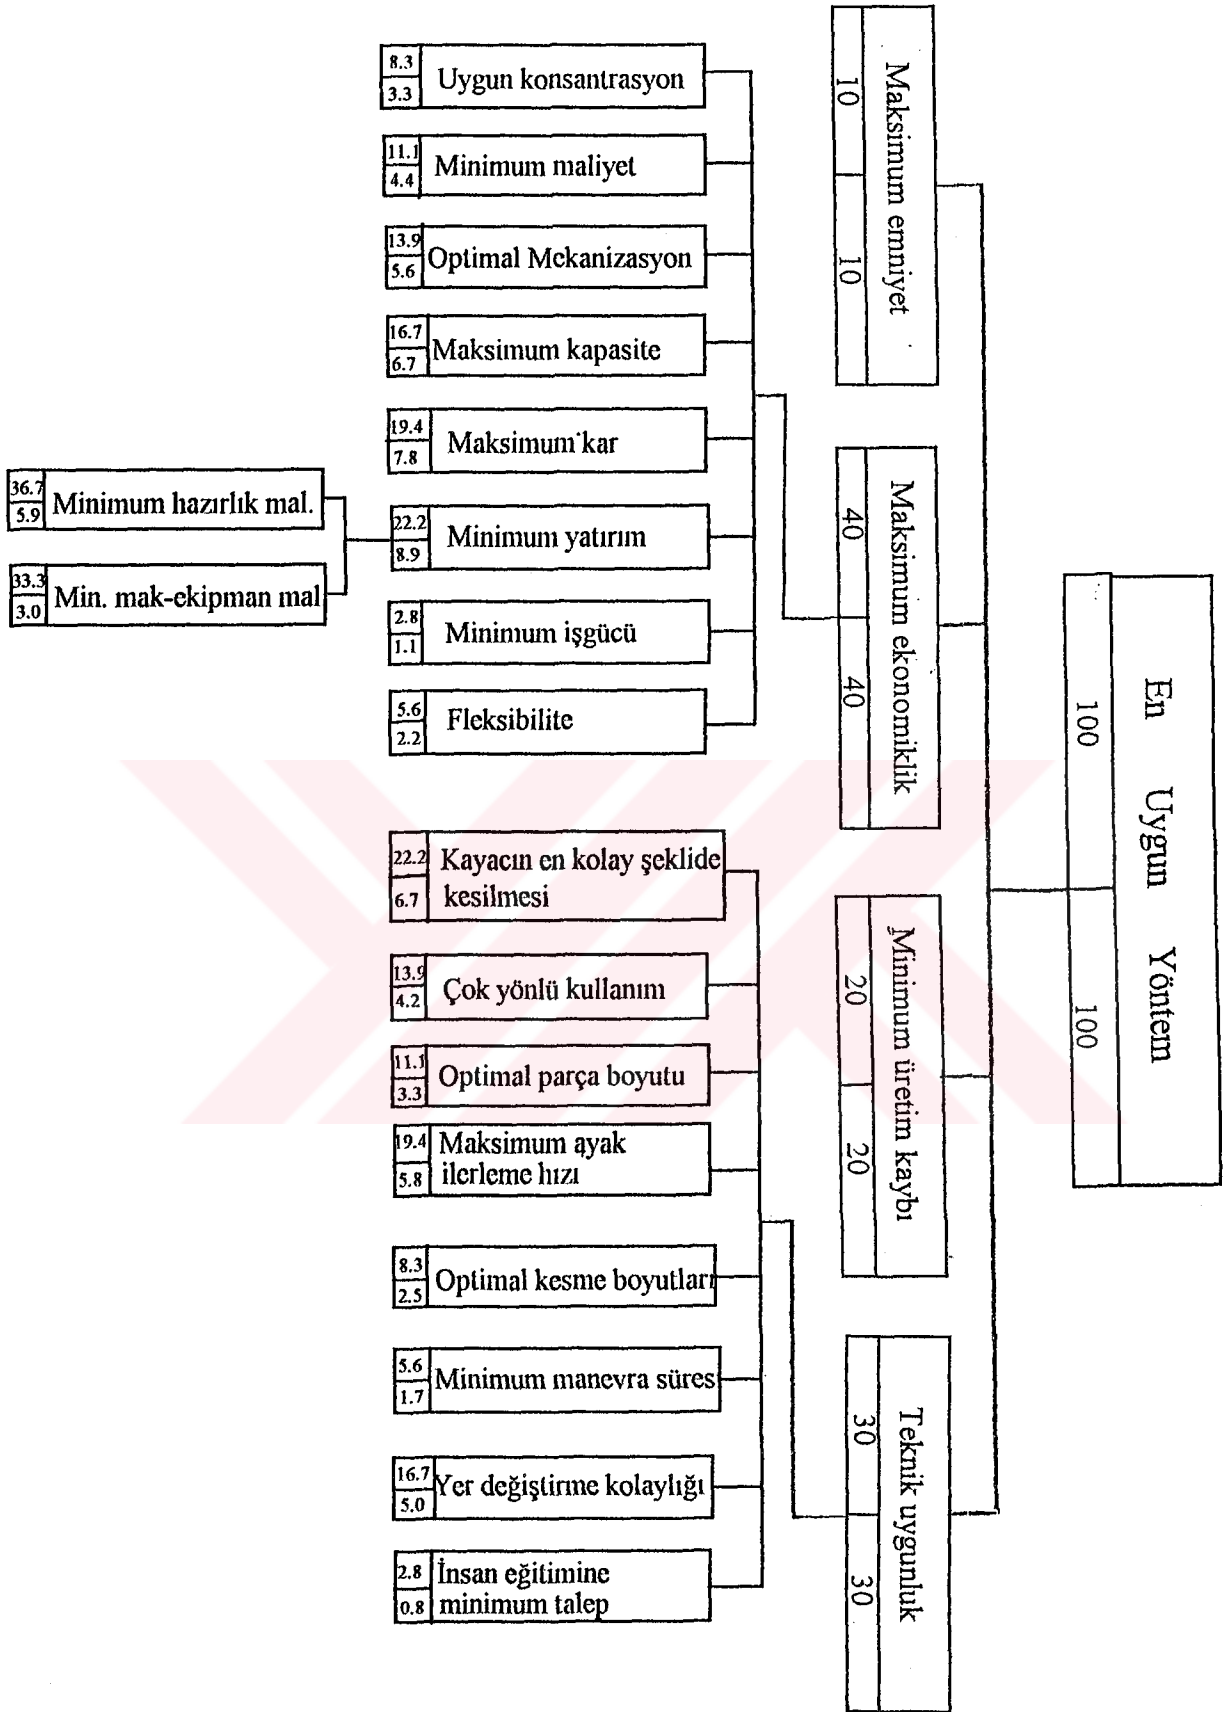 En Uygun Yöntem
100 100
Maksimum emniyet
10 10
Maksimum ekonomiklik
40 40
Minimum üretim kaybı
20 20
Teknik uygunluk
30 30
8.3
3.3
Uygun konsantrasyon
11.1
4.4
Minimum maliyet
13.9
5.6
Optimal Mekanizasyon
16.7
6.7
Maksimum kapasite
19.4
7.8
Maksimum kar
22.2
8.9
Minimum yatırım
2.8
1.1
Minimum işgücü
5.6
2.2
Fleksibilite
36.7
5.9
Minimum hazırlık mal.
33.3
3.0
Min. mak-ekipman mal
22.2
6.7
Kayacın en kolay şeklide
kesilmesi
13.9
4.2
Çok yönlü kullanım
11.1
3.3
Optimal parça boyutu
19.4
5.8
Maksimum ayak
ilerleme hızı
8.3
2.5
Optimal kesme boyutları
5.6
1.7
Minimum manevra süres
16.7
5.0
Yer değiştirme kolaylığı
2.8
0.8
İnsan eğitimine
minimum talep